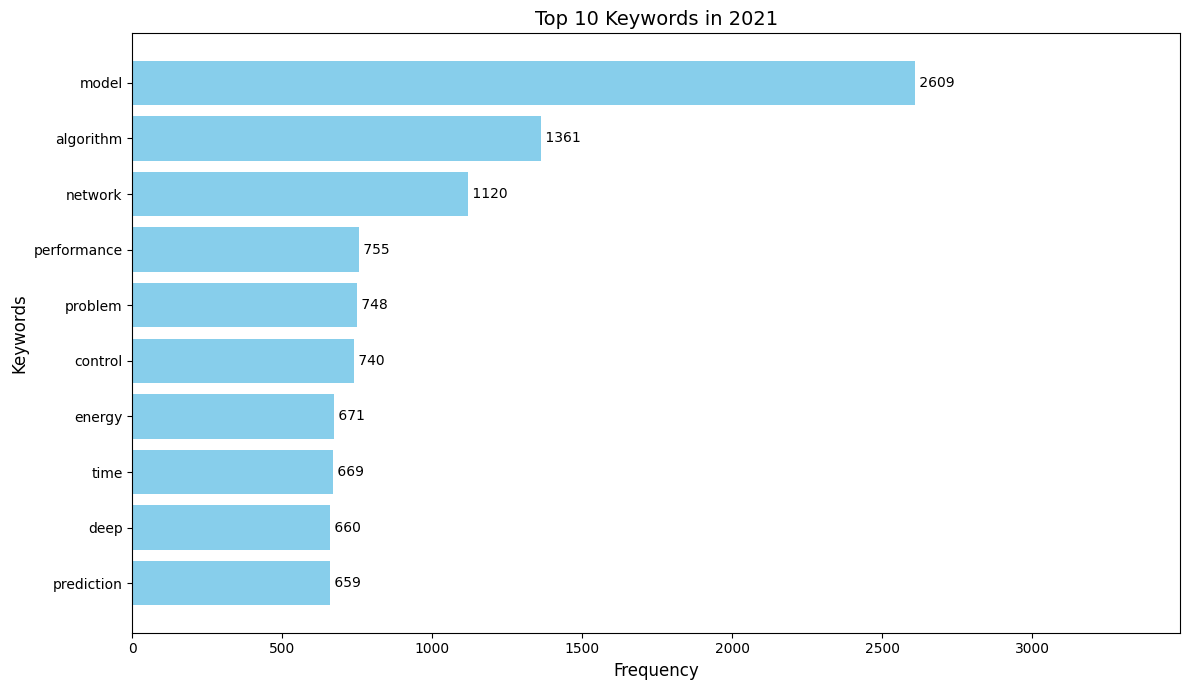 Top 10 Keywords in 2021
Keywords
model 2609
algorithm 1361
network 1120
performance 755
problem 748
control 740
energy 671
time 669
deep 660
prediction 659
0 500 1000 1500 2000 2500 3000
Frequency